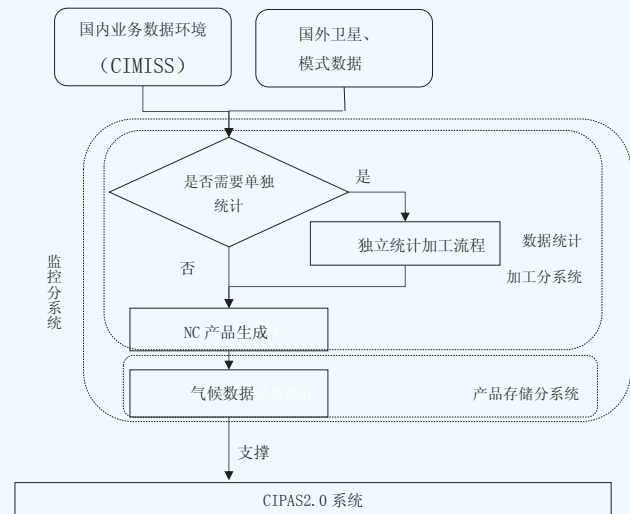 国内业务数据环境
（CIMISS）
国外卫星、
模式数据
是否需要单独
统计
是
独立统计加工流程
数据统计
加工分系统
监控分系统
否
NC 产品生成
气候数据
产品存储分系统
支撑
CIPAS2.0 系统